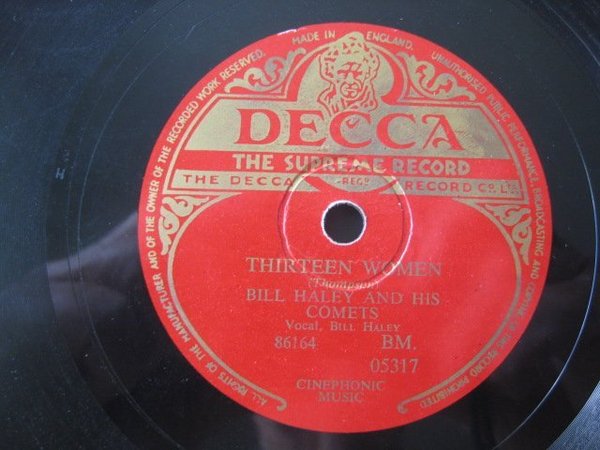 MADE IN ENGLAND.
ALL RIGHTS OF THE MANUFACTURER AND OF THE OWNER OF THE RECORDED WORK RESERVED.
UNAUTHORISED PUBLIC PERFORMANCE, BROADCASTING AND COPYING OF THIS RECORD PROHIBITED.
DECCA
THE SUPREME RECORD
THE DECCA REGD RECORD CO. LTD.
THIRTEEN WOMEN
(Thompson)
BILL HALEY AND HIS
COMETS
Vocal, BILL HALEY
86164 BM.
05317
CINEPHONIC
MUSIC